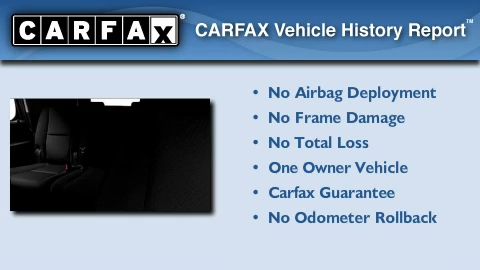 CARFAX® CARFAX Vehicle History Report™
• No Airbag Deployment
• No Frame Damage
• No Total Loss
• One Owner Vehicle
• Carfax Guarantee
• No Odometer Rollback